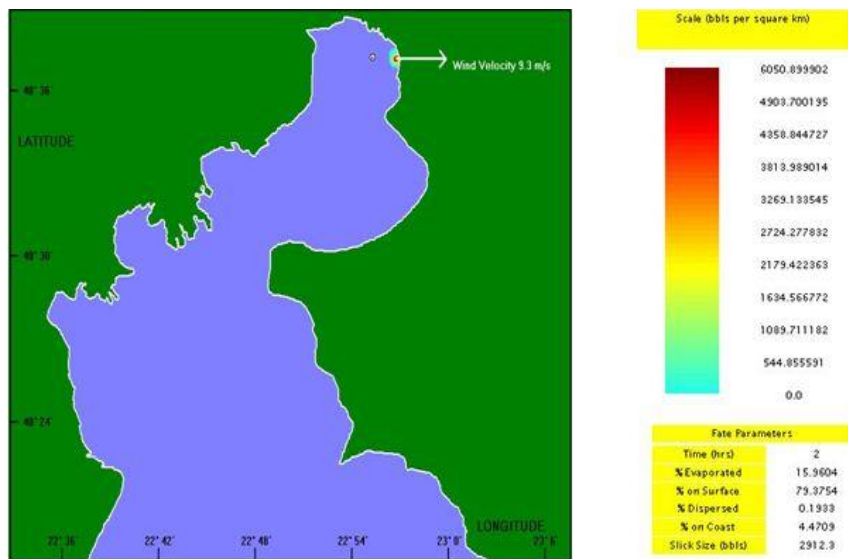 Scale (bbls per square km)
6050.899902
4903.700195
4358.844727
3813.989014
3269.133545
2724.277832
2179.422363
1634.566772
1089.711182
544.855591
0.0
Wind Velocity 9.3 m/s
40° 36'
LATITUDE
40° 30'
40° 24'
LONGITUDE
22° 36'
22° 42'
22° 48'
22° 54'
23° 0'
23° 6'
Fate Parameters
Time (hrs) 2
% Evaporated 15.9604
% on Surface 79.3754
% Dispersed 0.1933
% on Coast 4.4709
Slick Size (bbls) 2912.3